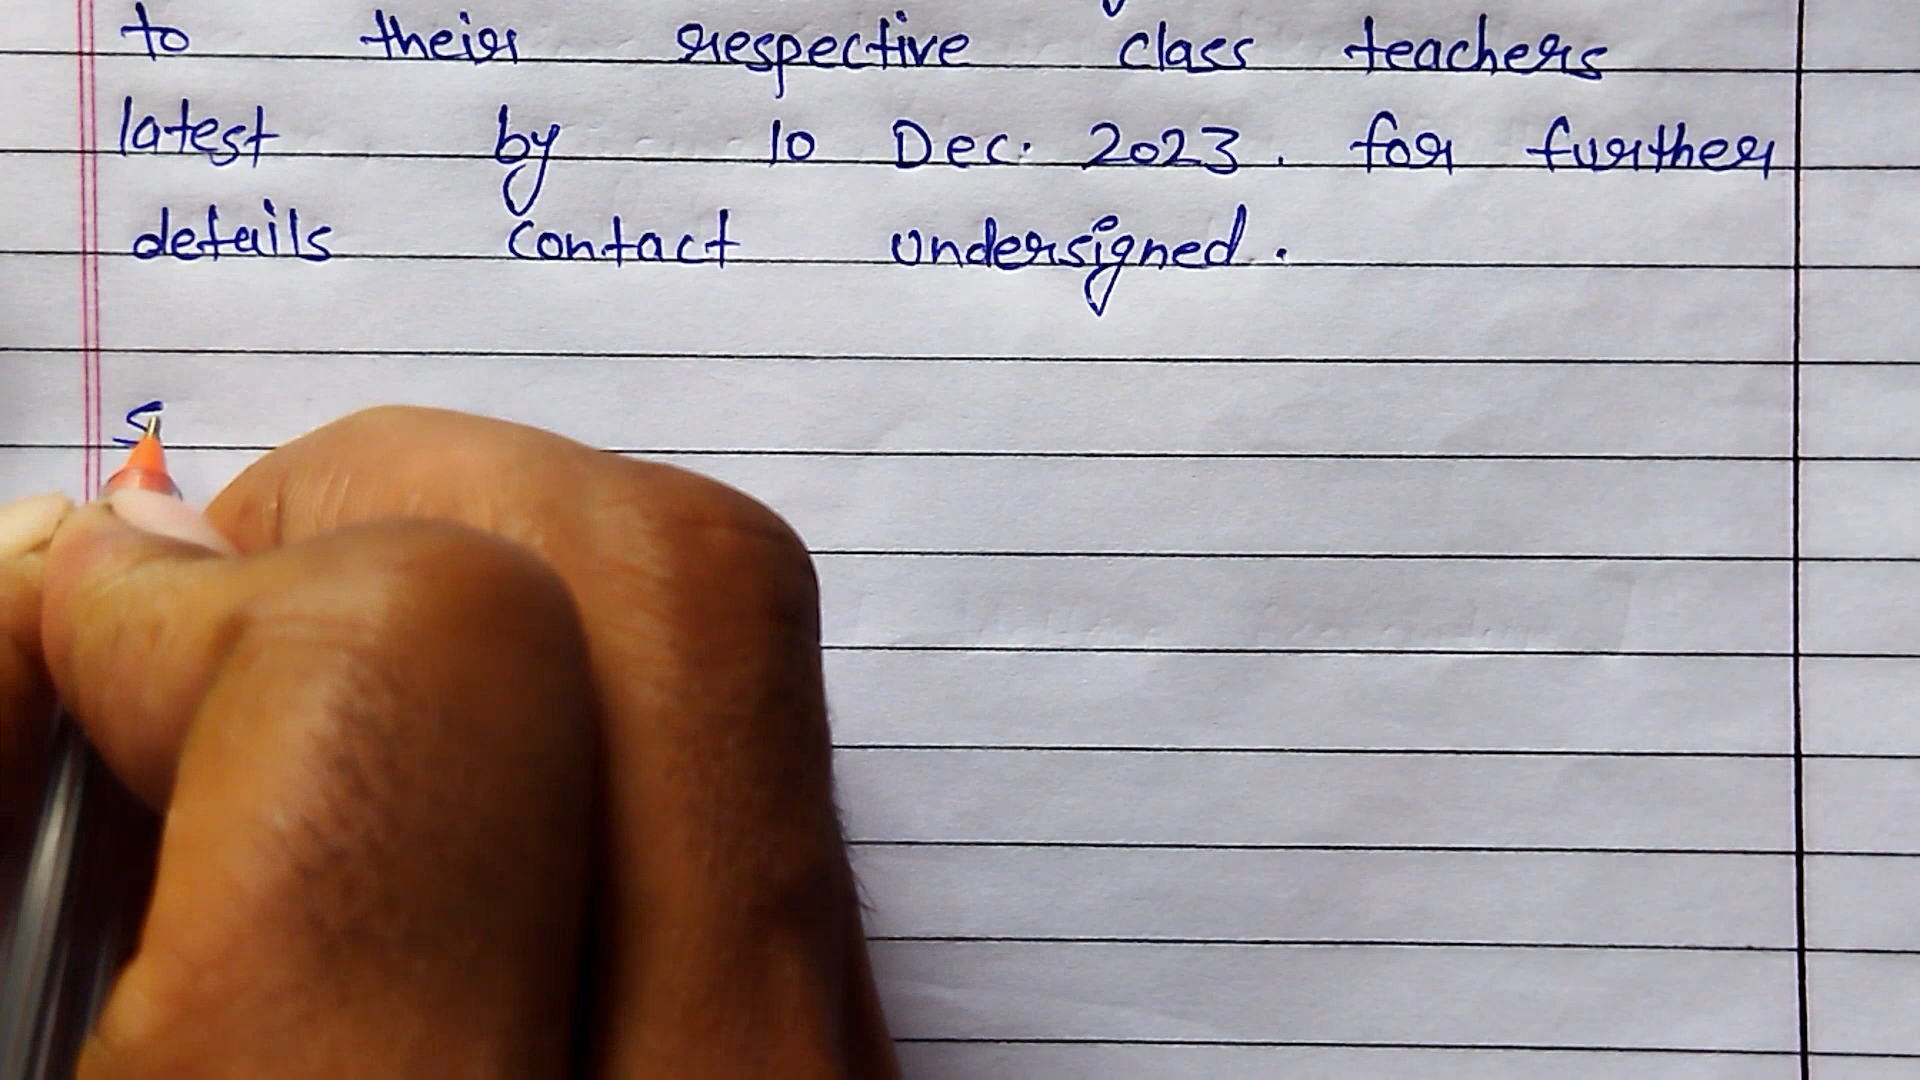 to their respective class teachers
latest by 10 Dec. 2023. for further
details contact undersigned.
S